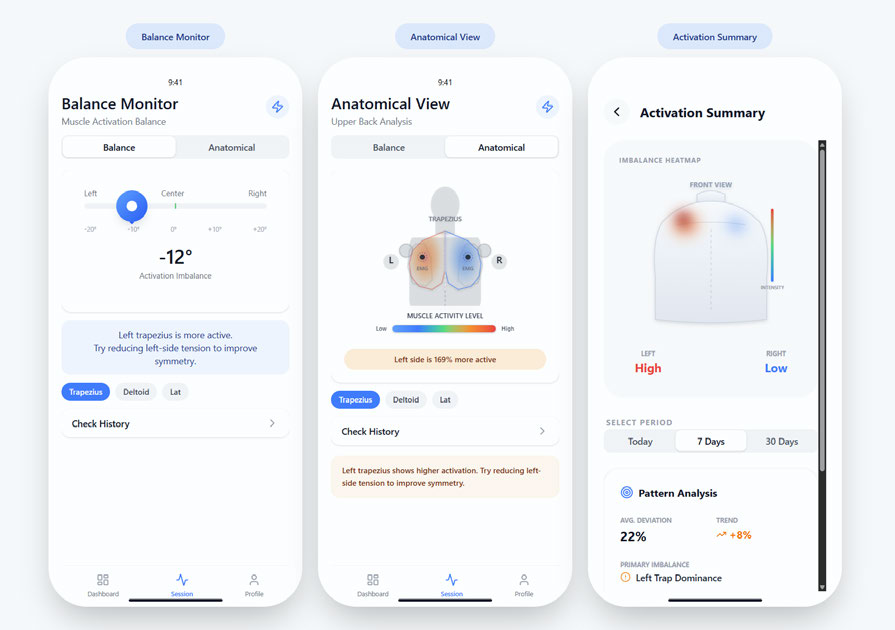 Balance Monitor
9:41
Balance Monitor
Muscle Activation Balance
Balance
Anatomical
Left
Center
Right
-20°
-10°
0°
+10°
+20°
-12°
Activation Imbalance
Left trapezius is more active.
Try reducing left-side tension to improve
symmetry.
Trapezius
Deltoid
Lat
Check History
Dashboard
Session
Profile
Anatomical View
9:41
Anatomical View
Upper Back Analysis
Balance
Anatomical
TRAPEZIUS
L
R
EMG
EMG
MUSCLE ACTIVITY LEVEL
Low
High
Left side is 169% more active
Trapezius
Deltoid
Lat
Check History
Left trapezius shows higher activation. Try reducing left-
side tension to improve symmetry.
Dashboard
Session
Profile
Activation Summary
Activation Summary
IMBALANCE HEATMAP
FRONT VIEW
INTENSITY
LEFT
RIGHT
High
Low
SELECT PERIOD
Today
7 Days
30 Days
Pattern Analysis
AVG. DEVIATION
TREND
22%
+8%
PRIMARY IMBALANCE
Left Trap Dominance